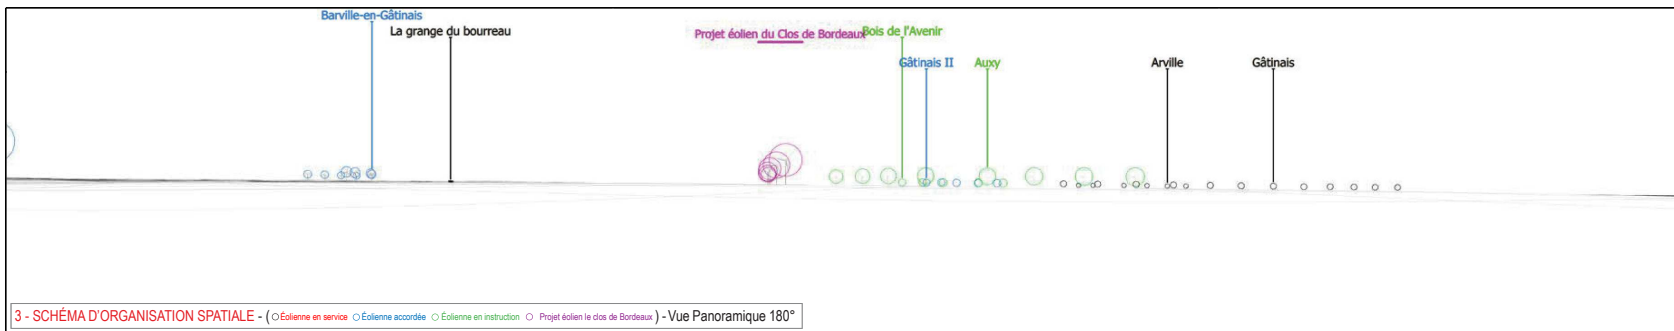 Barville-en-Gâtinais
La grange du bourreau
Projet éolien du Clos de Bordeaux
Bois de l'Avenir
Gâtinais II
Auxy
Arville
Gâtinais
3 - SCHÉMA D'ORGANISATION SPATIALE - ( Éolienne en service Éolienne accordée Éolienne en instruction Projet éolien le clos de Bordeaux ) - Vue Panoramique 180°